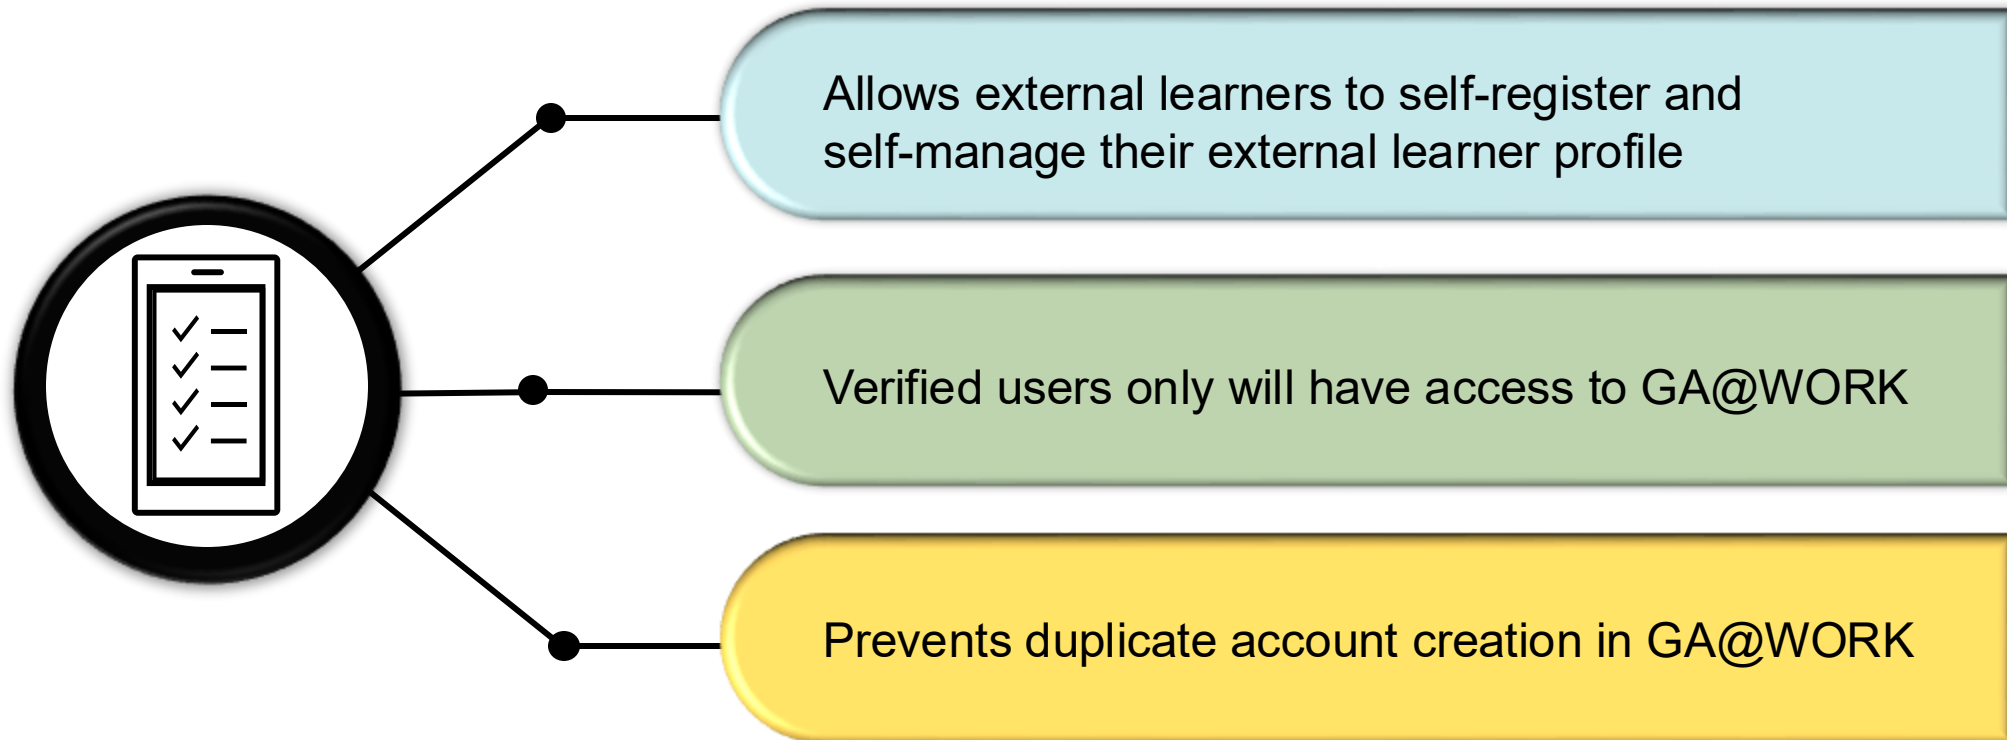 Allows external learners to self-register and
self-manage their external learner profile
Verified users only will have access to GA@WORK
Prevents duplicate account creation in GA@WORK